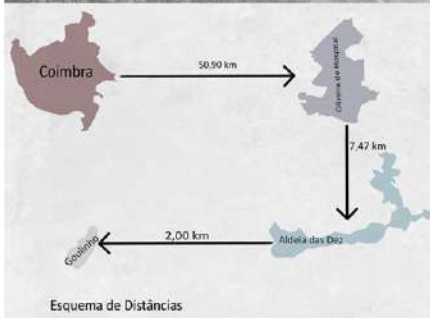 Coimbra
50,90 km
Oliveira do Hospital
7,47 km
Aldeia das Dez
2,00 km
Goulinho
Esquema de Distâncias